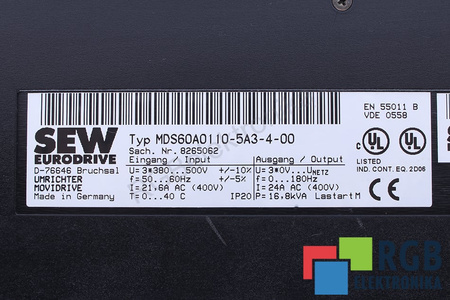 SEW
EURODRIVE
D-76646 Bruchsal
UMRICHTER
MOVIDRIVE
Made in Germany
Typ MDS60A0110-5A3-4-00
Sach. Nr. 8265062
Eingang / Input
U= 3*380...500V +/-10%
f= 50...60Hz +/-5%
I= 21,6A AC (400V)
T= 0...40 C IP20
Ausgang / Output
U= 3*0V...UNETZ
f= 0...180Hz
I= 24A AC (400V)
P= 16,8kVA Lastart M
EN 55011 B
VDE 0558
C UL UL
LISTED
IND. CONT. EQ. 2D06
RGB
ELEKTRONIKA